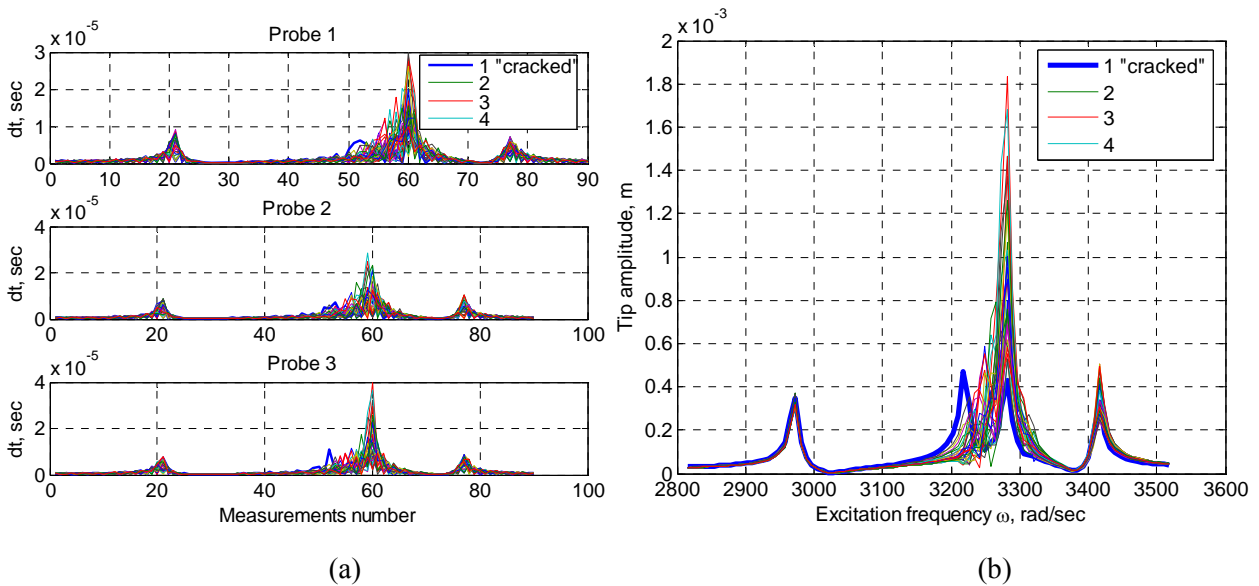 x 10⁻⁵
Probe 1
3
2
1
0
dt, sec
0 10 20 30 40 50 60 70 80 90
1 "cracked"
2
3
4
x 10⁻⁵
Probe 2
4
2
0
dt, sec
0 20 40 60 80 100
x 10⁻⁵
Probe 3
4
2
0
dt, sec
0 20 40 60 80 100
Measurements number
(a)
x 10⁻³
2
1.8
1.6
1.4
1.2
1
0.8
0.6
0.4
0.2
0
Tip amplitude, m
1 "cracked"
2
3
4
2800 2900 3000 3100 3200 3300 3400 3500 3600
Excitation frequency ω, rad/sec
(b)